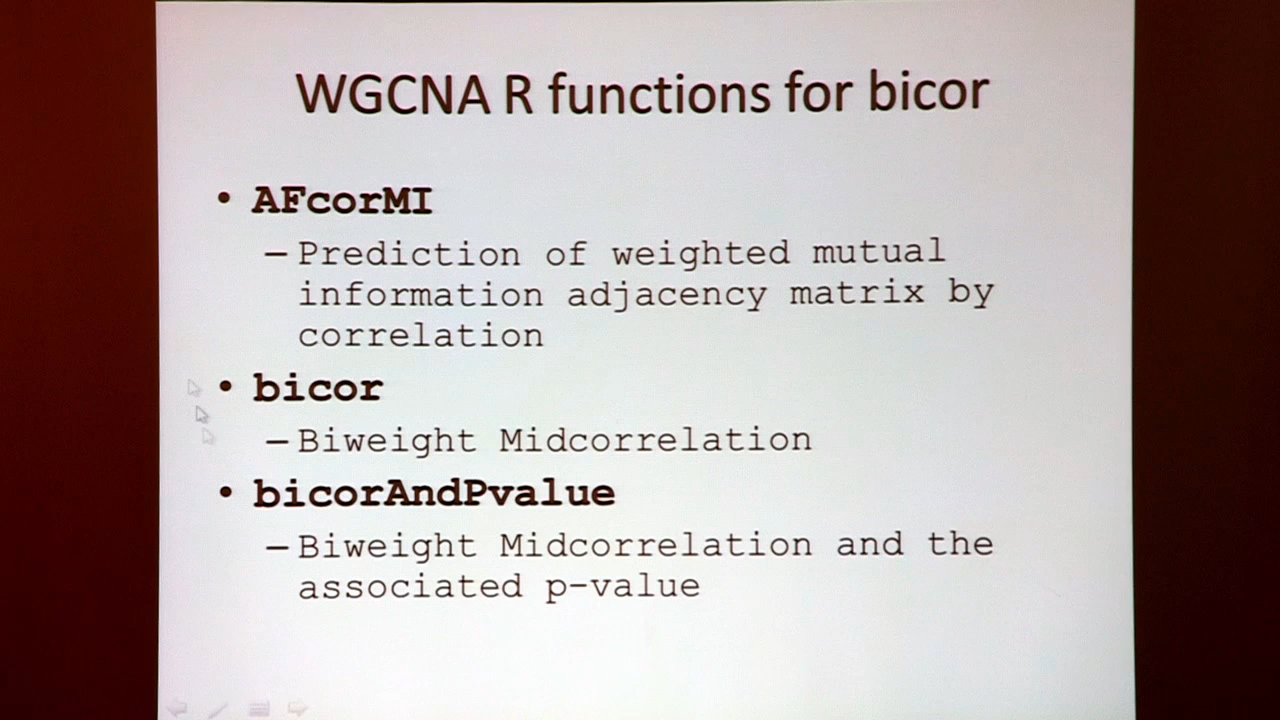 WGCNA R functions for bicor
• AFcorMI
– Prediction of weighted mutual
information adjacency matrix by
correlation
• bicor
– Biweight Midcorrelation
• bicorAndPvalue
– Biweight Midcorrelation and the
associated p-value